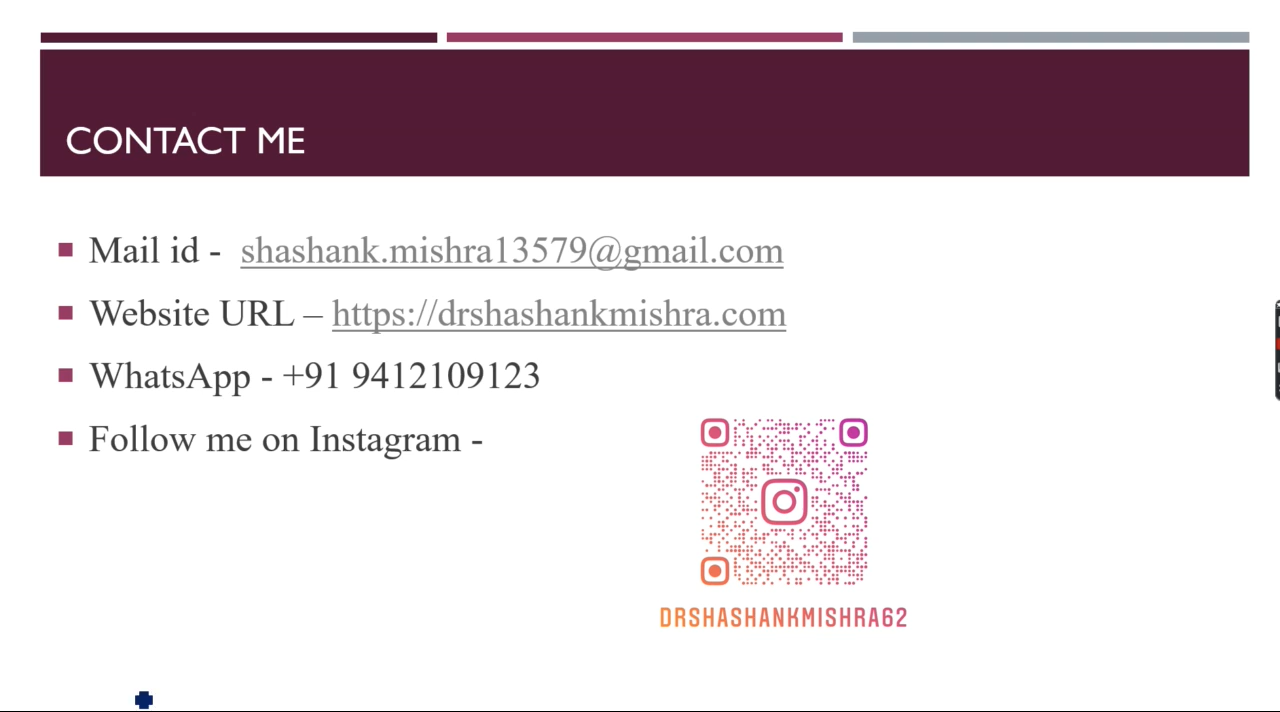 CONTACT ME
Mail id - shashank.mishra13579@gmail.com
Website URL – https://drshashankmishra.com
WhatsApp - +91 9412109123
Follow me on Instagram -
DRSHASHANKMISHRA62